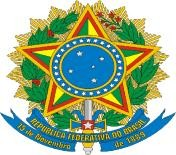 REPÚBLICA FEDERATIVA DO BRASIL
15 de Novembro de 1889